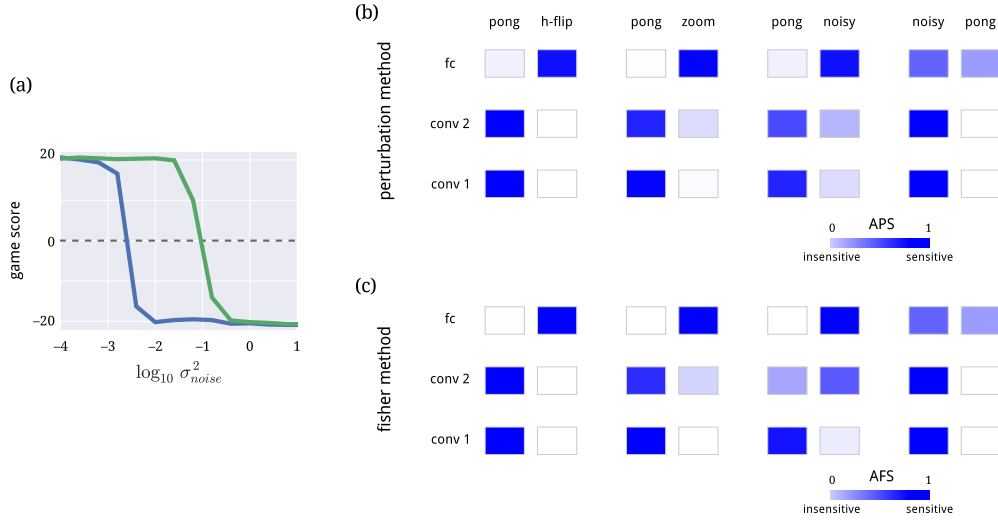 (a)
20
0
−20
game score
−4 −3 −2 −1 0 1
log₁₀ σ²noise
(b)
perturbation method
pong h-flip pong zoom pong noisy noisy pong
fc
conv 2
conv 1
APS
0 1
insensitive sensitive
(c)
fisher method
fc
conv 2
conv 1
AFS
0 1
insensitive sensitive